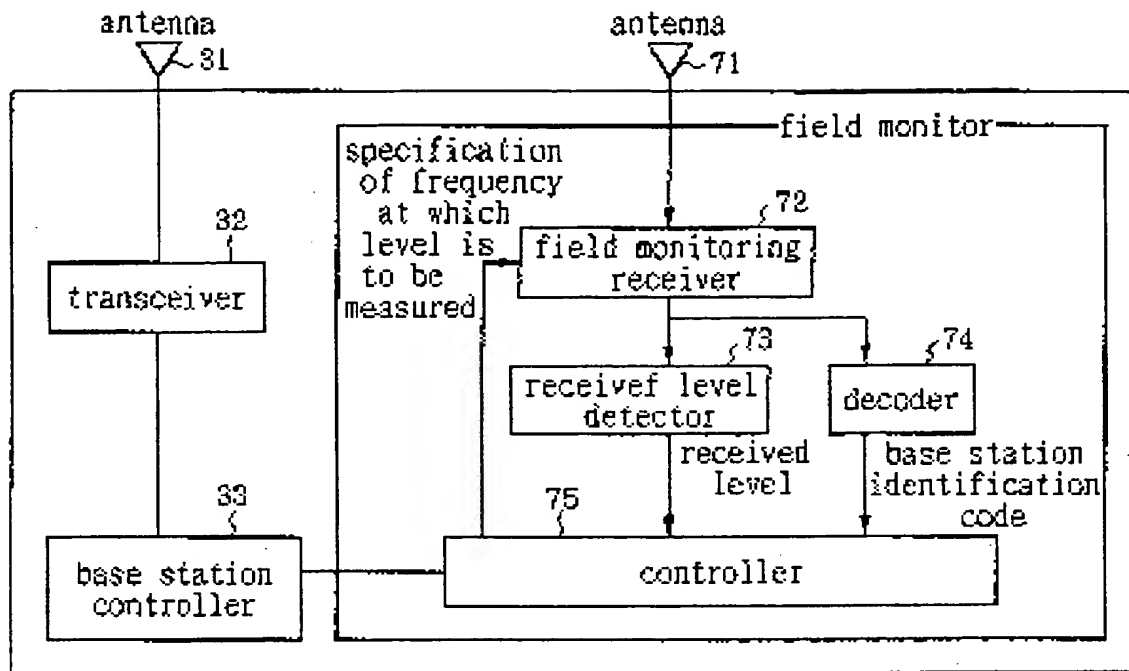 antenna
31
antenna
71
field monitor
specification
of frequency
at which
level is
to be
measured
72
field monitoring
receiver
32
transceiver
73
receivef level
detector
74
decoder
received
level
base station
identification
code
33
base station
controller
75
controller